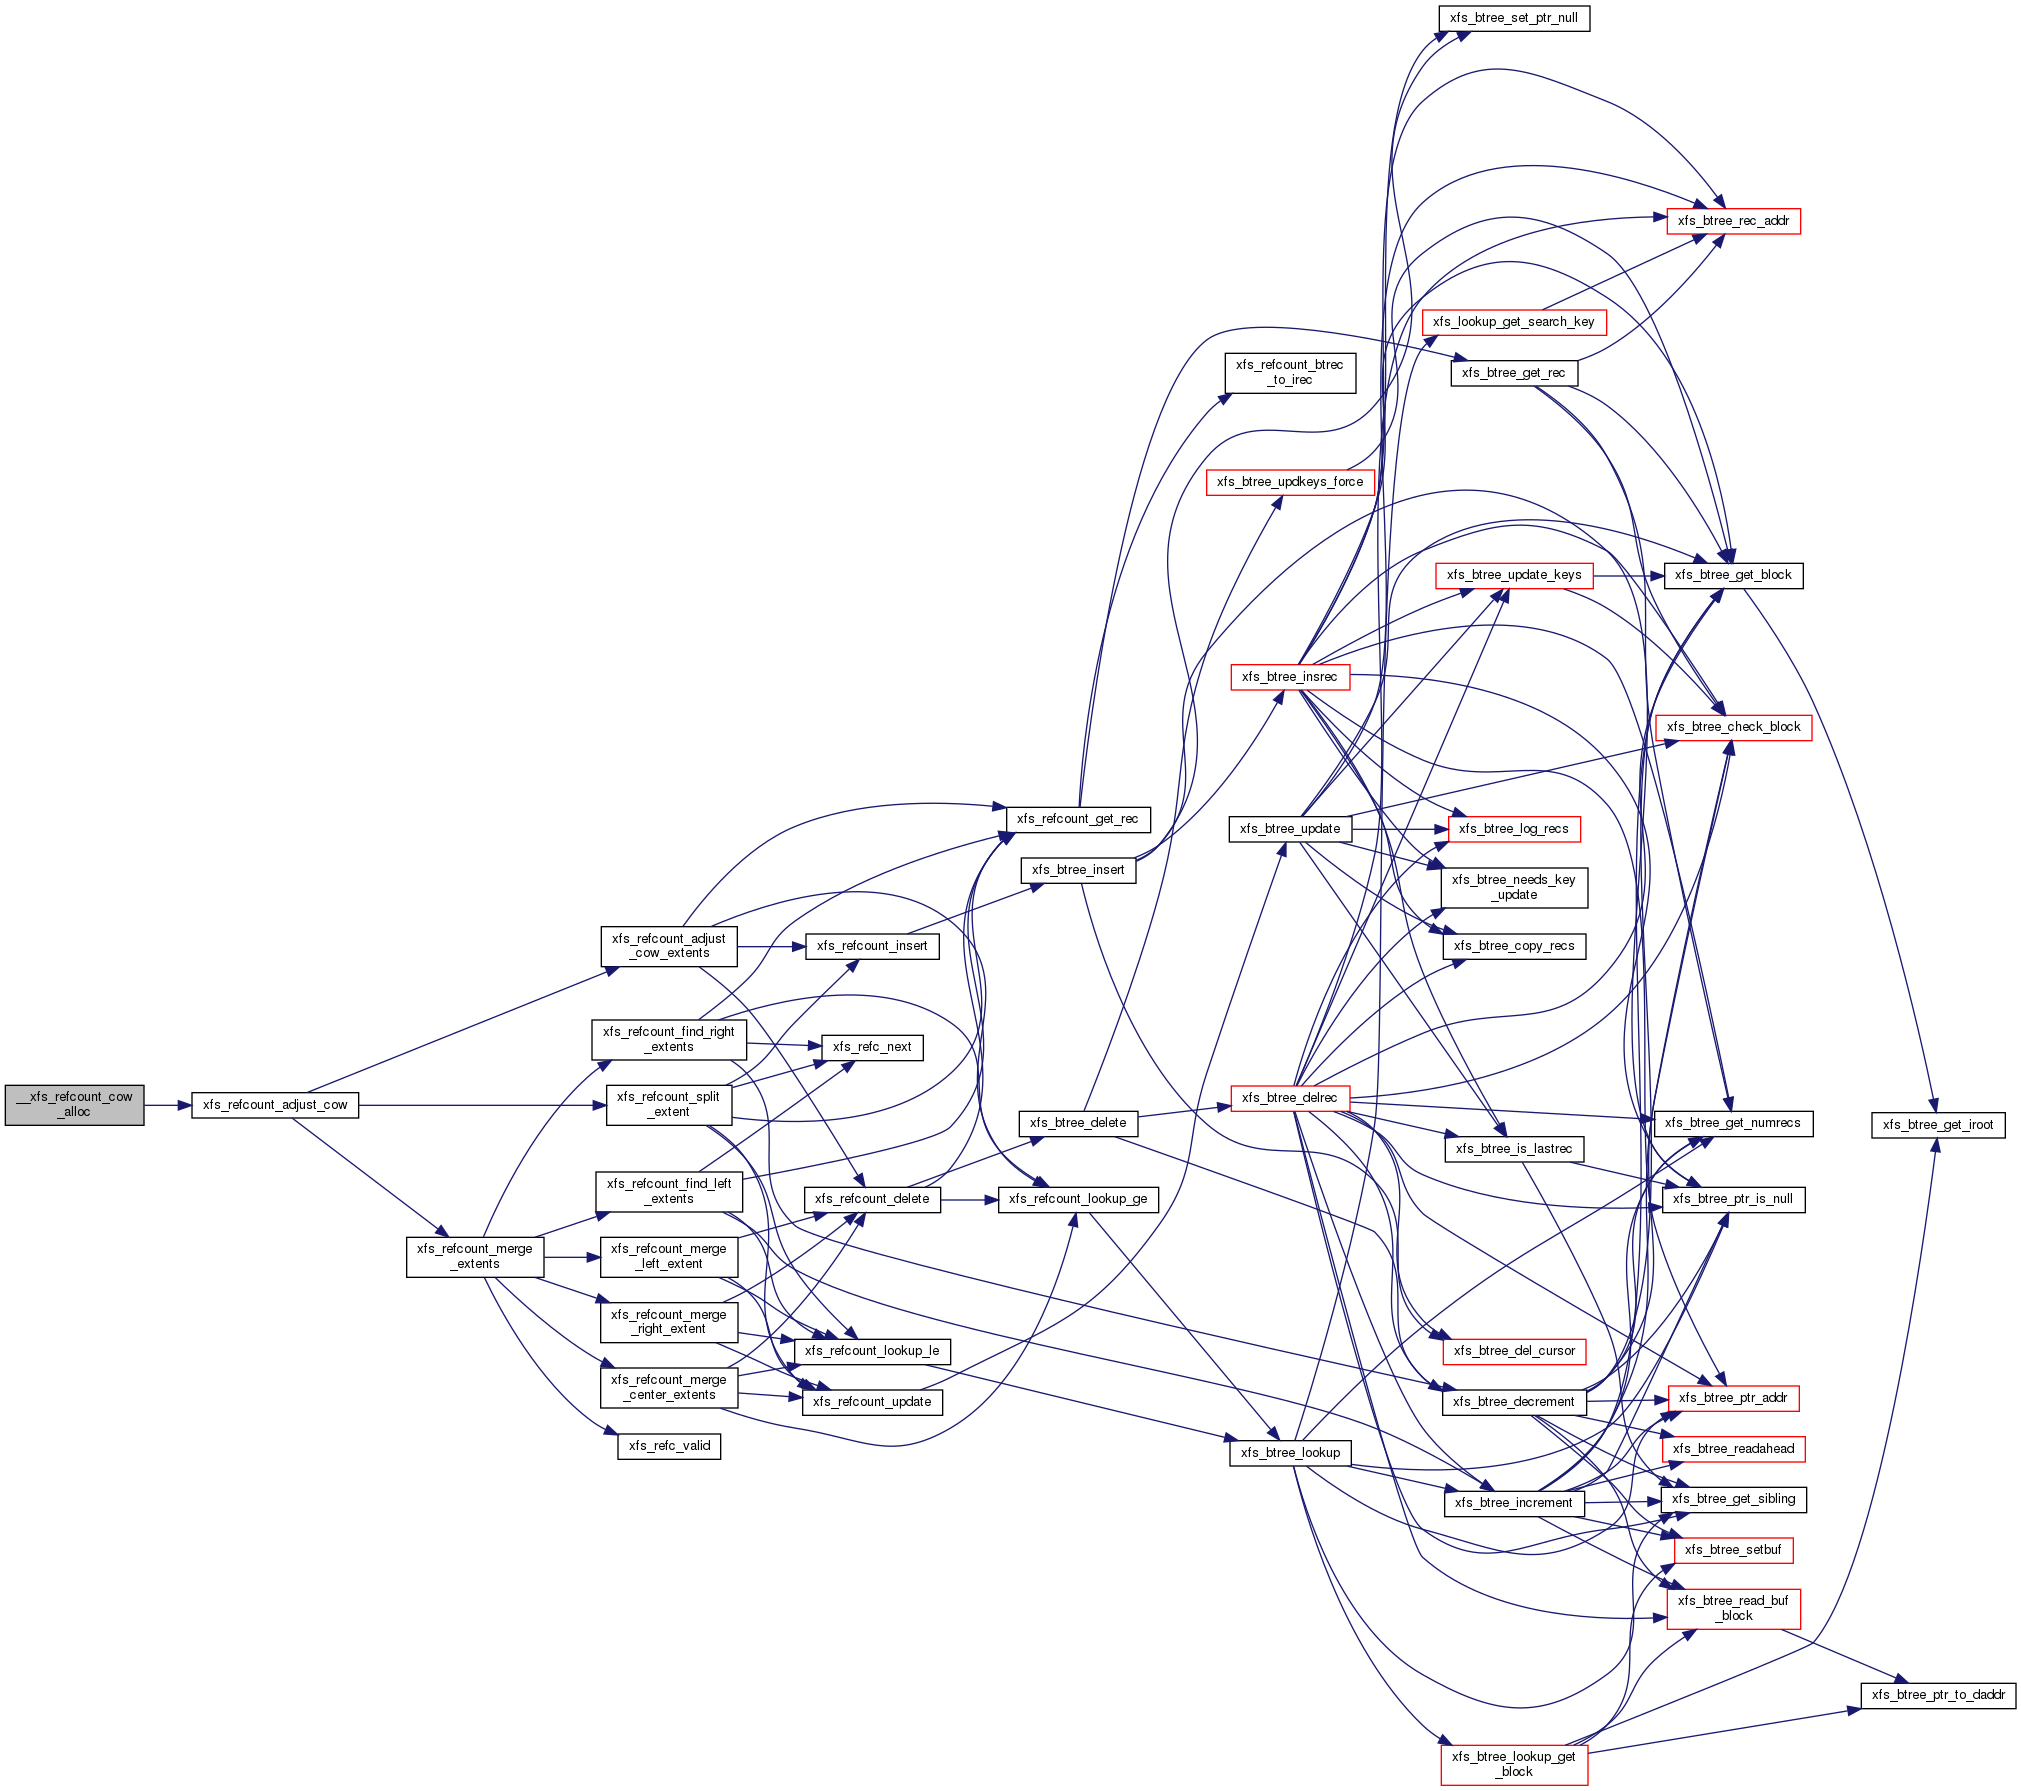 __xfs_refcount_cow
_alloc
xfs_refcount_adjust_cow
xfs_refcount_adjust
_cow_extents
xfs_refcount_find_right
_extents
xfs_refcount_split
_extent
xfs_refcount_find_left
_extents
xfs_refcount_merge
_extents
xfs_refcount_merge
_left_extent
xfs_refcount_merge
_right_extent
xfs_refcount_merge
_center_extents
xfs_refc_valid
xfs_refcount_insert
xfs_refc_next
xfs_refcount_delete
xfs_refcount_lookup_le
xfs_refcount_update
xfs_refcount_get_rec
xfs_btree_insert
xfs_btree_delete
xfs_refcount_lookup_ge
xfs_refcount_btrec
_to_irec
xfs_btree_updkeys_force
xfs_btree_insrec
xfs_btree_update
xfs_btree_delrec
xfs_btree_lookup
xfs_btree_set_ptr_null
xfs_lookup_get_search_key
xfs_btree_get_rec
xfs_btree_update_keys
xfs_btree_log_recs
xfs_btree_needs_key
_update
xfs_btree_copy_recs
xfs_btree_is_lastrec
xfs_btree_del_cursor
xfs_btree_decrement
xfs_btree_increment
xfs_btree_lookup_get
_block
xfs_btree_rec_addr
xfs_btree_get_block
xfs_btree_check_block
xfs_btree_get_numrecs
xfs_btree_ptr_is_null
xfs_btree_ptr_addr
xfs_btree_readahead
xfs_btree_get_sibling
xfs_btree_setbuf
xfs_btree_read_buf
_block
xfs_btree_get_iroot
xfs_btree_ptr_to_daddr